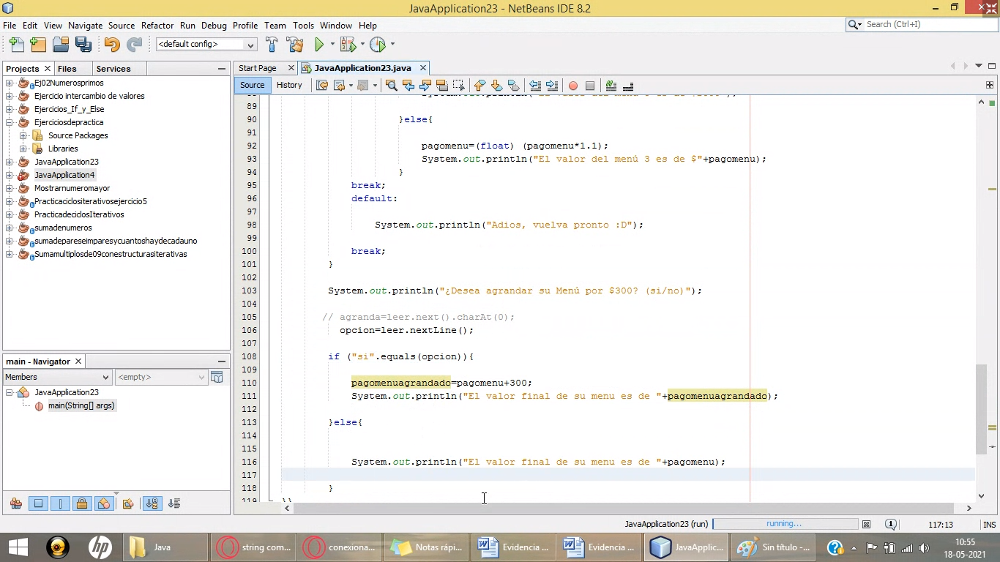 JavaApplication23 - NetBeans IDE 8.2
File Edit View Navigate Source Refactor Run Debug Profile Team Tools Window Help
Search (Ctrl+I)
<default config>
Projects Files Services
Start Page JavaApplication23.java
Source History
Ej02Numerosprimos
Ejercicio intercambio de valores
Ejercicios_If_y_Else
Ejerciciosdepractica
Source Packages
Libraries
JavaApplication23
JavaApplication4
Mostrarnumeromayor
Practicaciclositerativosejercicio5
PracticadeciclosIterativos
sumadenumeros
sumadepareseimparesycuantoshaydecadauno
Sumamultiplosde09conestructurasiterativas
main - Navigator
Members <empty>
JavaApplication23
main(String[] args)
89
90 }else{
91
92 pagomenu=(float) (pagomenu*1.1);
93 System.out.println("El valor del menú 3 es de $"+pagomenu);
94 }
95 break;
96 default:
97
98 System.out.println("Adios, vuelva pronto :D");
99
100 break;
101 }
102
103 System.out.println("¿Desea agrandar su Menú por $300? (si/no)");
104
105 // agranda=leer.next().charAt(0);
106 opcion=leer.nextLine();
107
108 if ("si".equals(opcion)){
109
110 pagomenuagrandado=pagomenu+300;
111 System.out.println("El valor final de su menu es de "+pagomenuagrandado);
112
113 }else{
114
115
116 System.out.println("El valor final de su menu es de "+pagomenu);
117
118 }
119 }}
JavaApplication23 (run) running... 1 117:13 INS
hp Java string com... conexiona... Notas rápi... Evidencia ... Evidencia ... JavaApplic... Sin título -...
10:55
18-05-2021